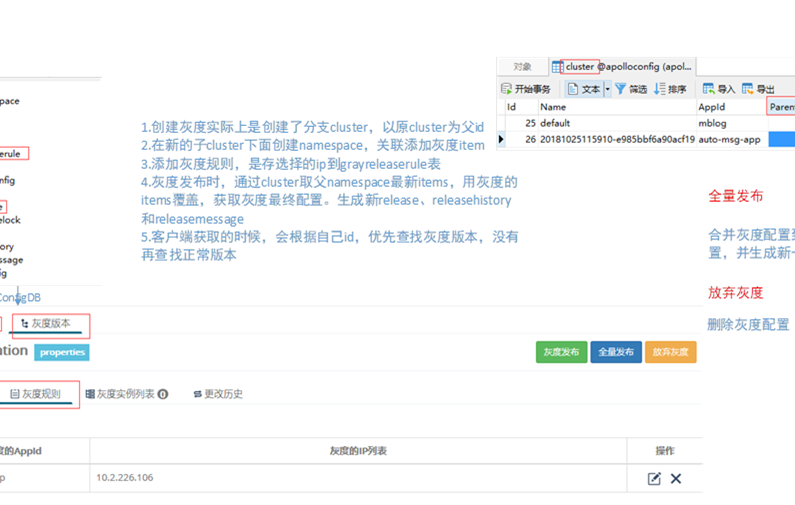 对象
cluster @apolloconfig (apol...
开始事务
文本
筛选
排序
导入
导出
Id Name AppId Paren
25 default mblog
26 20181025115910-e985bbf6a90acf19 auto-msg-app
pace
erule
nfig
e
elock
ory
ssage
ig
ConfigDB
1.创建灰度实际上是创建了分支cluster，以原cluster为父id
2.在新的子cluster下面创建namespace，关联添加灰度item
3.添加灰度规则，是存选择的ip到grayreleaserule表
4.灰度发布时，通过cluster取父namespace最新items，用灰度的
items覆盖，获取灰度最终配置。生成新release、releasehistory
和releasemessage
5.客户端获取的时候，会根据自己id，优先查找灰度版本，没有
再查找正常版本
全量发布
合并灰度配置到
置，并生成新一
放弃灰度
删除灰度配置
灰度版本
ntion properties
灰度发布 全量发布 放弃灰度
灰度规则 灰度实例列表 0 更改历史
度的AppId 灰度的IP列表 操作
p 10.2.226.106